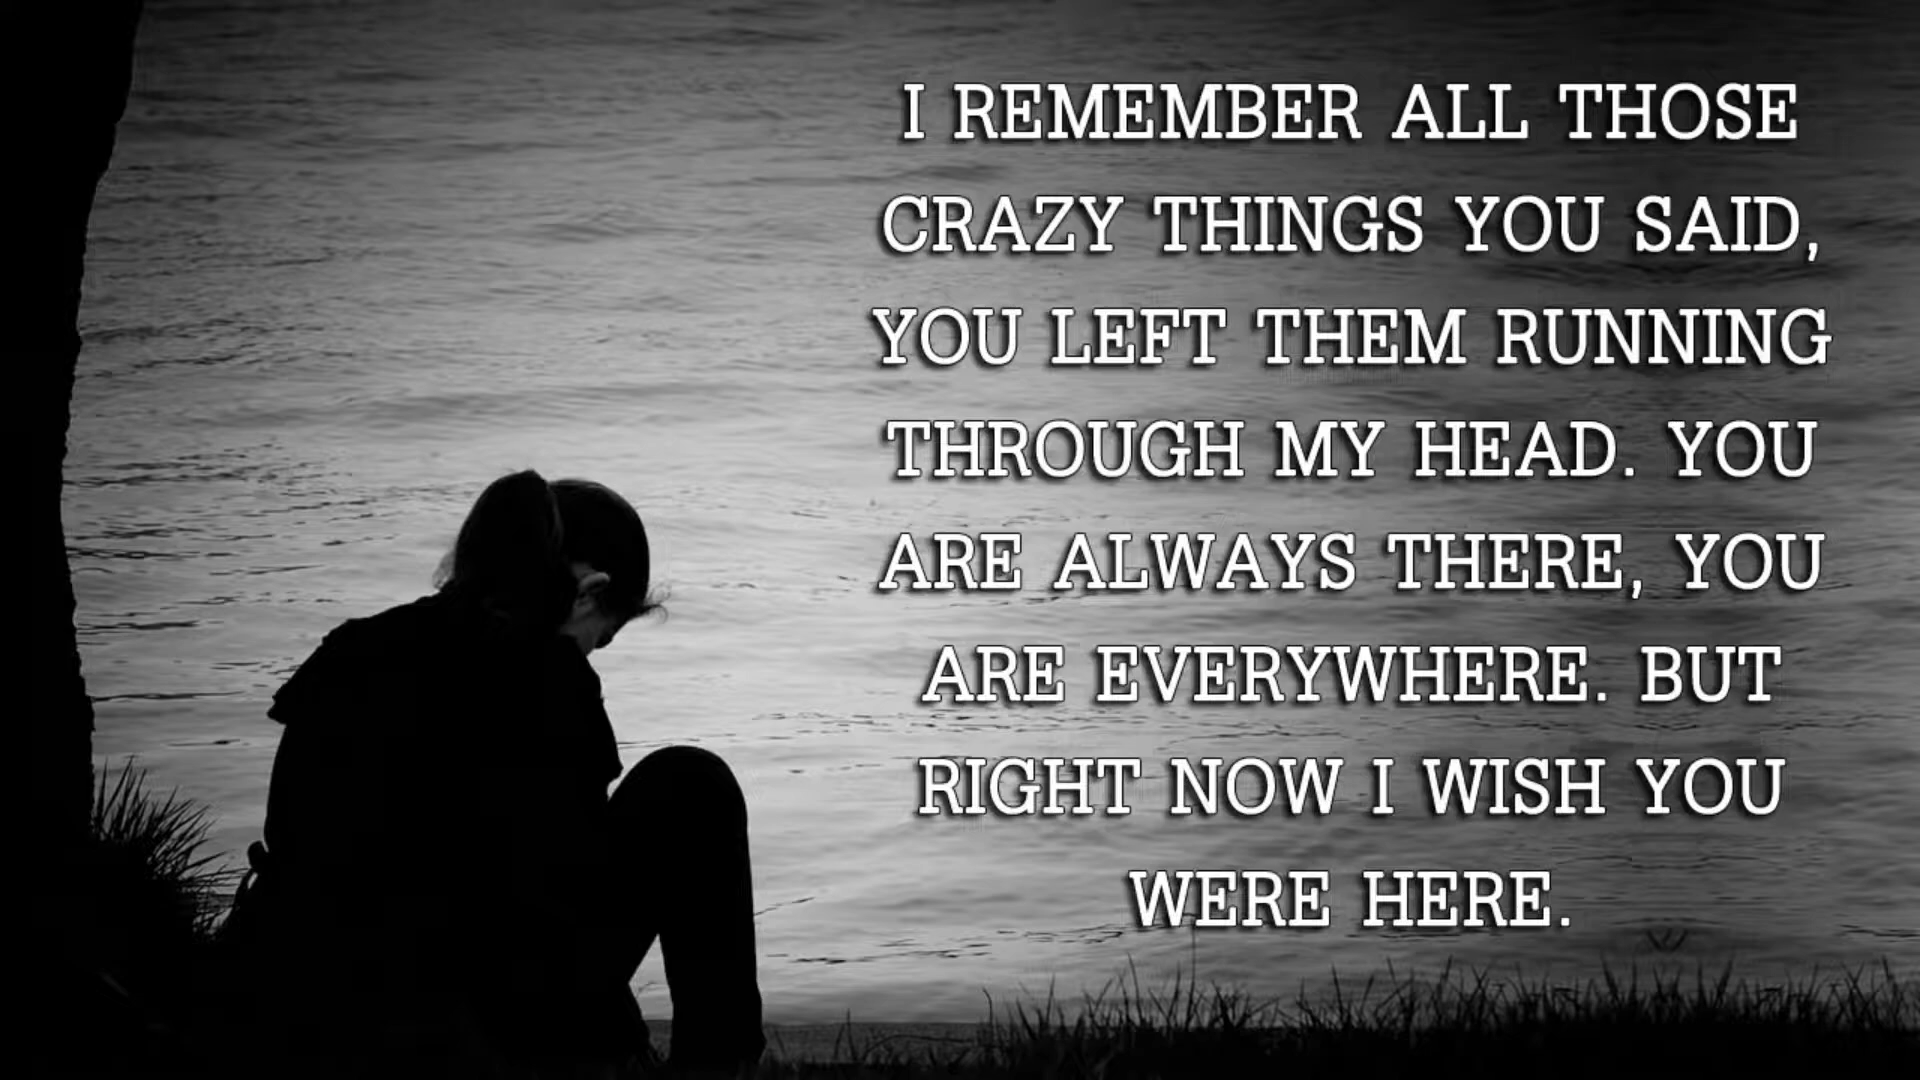 I REMEMBER ALL THOSE
CRAZY THINGS YOU SAID,
YOU LEFT THEM RUNNING
THROUGH MY HEAD. YOU
ARE ALWAYS THERE, YOU
ARE EVERYWHERE. BUT
RIGHT NOW I WISH YOU
WERE HERE.